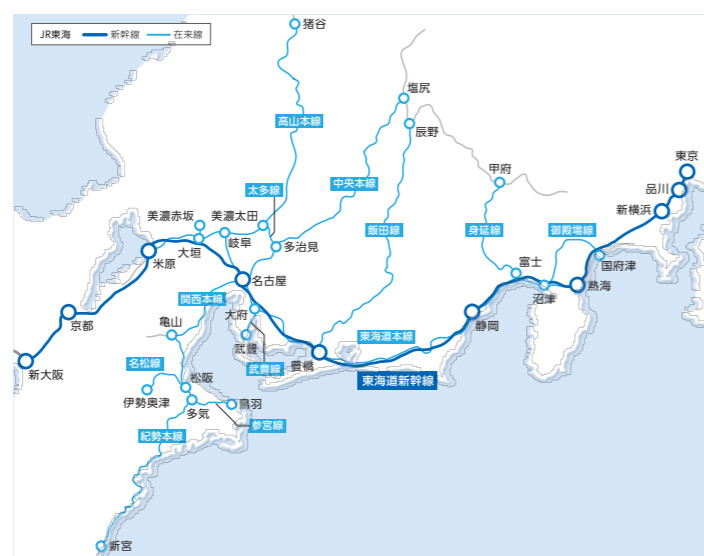 JR東海 新幹線 在来線
猪谷
塩尻
辰野
高山本線
東京
甲府
品川
太多線
中央本線
新横浜
美濃赤坂
美濃太田
飯田線
身延線
御殿場線
大垣
岐阜
多治見
米原
国府津
富士
名古屋
熱海
関西本線
沼津
大府
京都
静岡
亀山
武豊
東海道本線
豊橋
名松線
武豊線
新大阪
松阪
東海道新幹線
伊勢奥津
多気
鳥羽
参宮線
紀勢本線
新宮